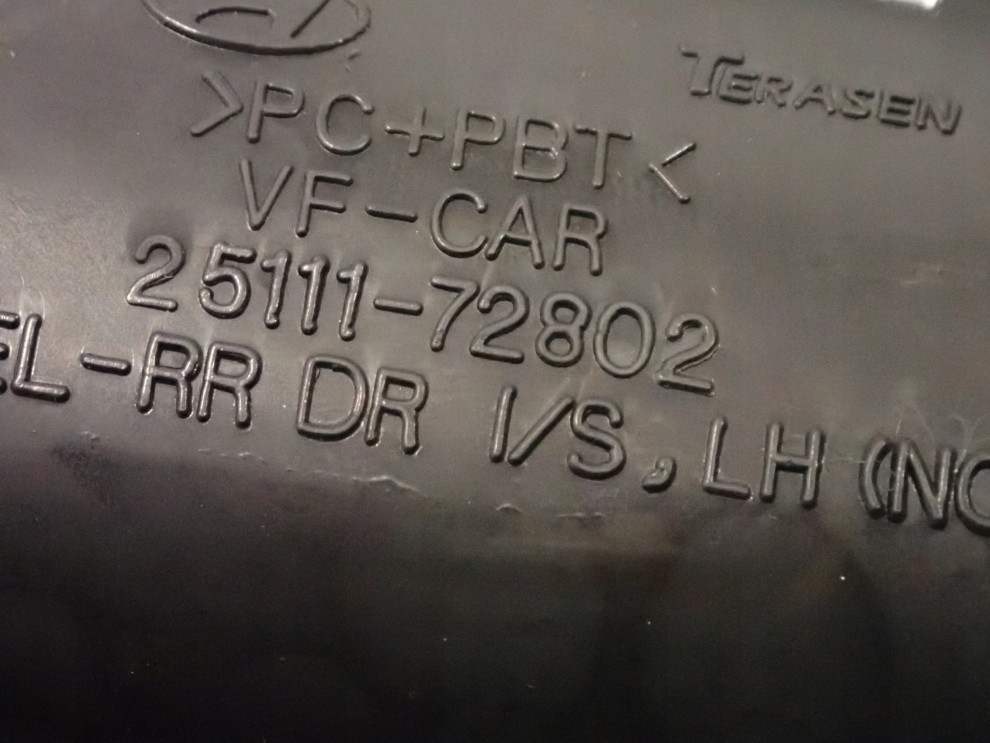 TERASEN
>PC+PBT<
VF-CAR
25111-72802
EL-RR DR I/S, LH (NO